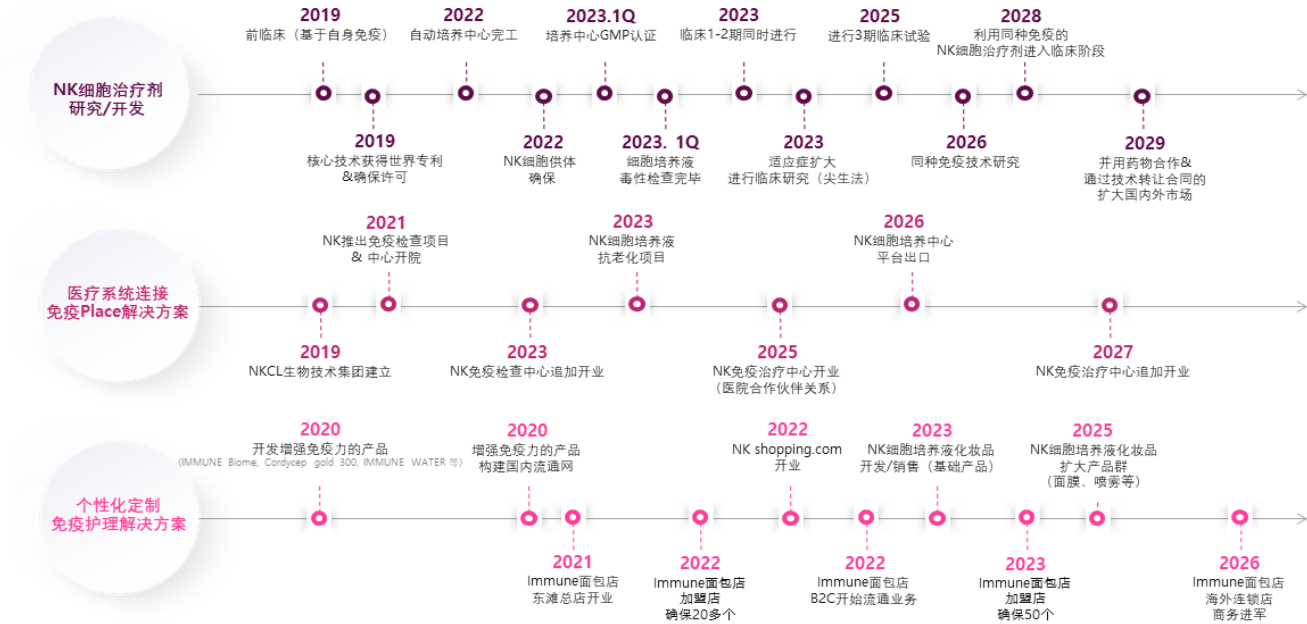 NK细胞治疗剂
研究/开发
2019
前临床（基于自身免疫）
2019
核心技术获得世界专利
&确保许可
2022
自动培养中心完工
2022
NK细胞供体
确保
2023.1Q
培养中心GMP认证
2023. 1Q
细胞培养液
毒性检查完毕
2023
临床1-2期同时进行
2023
适应症扩大
进行临床研究（尖生法）
2025
进行3期临床试验
2026
同种免疫技术研究
2028
利用同种免疫的
NK细胞治疗剂进入临床阶段
2029
并用药物合作&
通过技术转让合同的
扩大国内外市场
医疗系统连接
免疫Place解决方案
2019
NKCL生物技术集团建立
2021
NK推出免疫检查项目
& 中心开院
2023
NK免疫检查中心追加开业
2023
NK细胞培养液
抗老化项目
2025
NK免疫治疗中心开业
（医院合作伙伴关系）
2026
NK细胞培养中心
平台出口
2027
NK免疫治疗中心追加开业
个性化定制
免疫护理解决方案
2020
开发增强免疫力的产品
(IMMUNE Biome, Cordycep gold 300, IMMUNE WATER 等)
2020
增强免疫力的产品
构建国内流通网
2021
Immune面包店
东滩总店开业
2022
Immune面包店
加盟店
确保20多个
2022
NK shopping.com
开业
2022
Immune面包店
B2C开始流通业务
2023
NK细胞培养液化妆品
开发/销售（基础产品）
2023
Immune面包店
加盟店
确保50个
2025
NK细胞培养液化妆品
扩大产品群
（面膜、喷雾等）
2026
Immune面包店
海外连锁店
商务进军